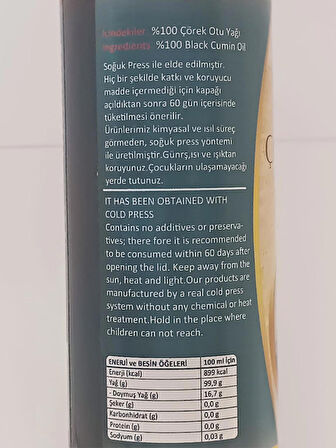 İçindekiler %100 Çörek Otu Yağı
Ingredients %100 Black Cumin Oil
Soğuk Press ile elde edilmiştir.
Hiç bir şekilde katkı ve koruyucu
madde içermediği için kapağı
açıldıktan sonra 60 gün içerisinde
tüketilmesi önerilir.
Ürünlerimiz kimyasal ve ısıl süreç
görmeden, soğuk press yöntemi
ile üretilmiştir.Günrş,ısı ve ışıktan
koruyunuz.Çocukların ulaşamayacağı
yerde tutunuz.
IT HAS BEEN OBTAINED WITH
COLD PRESS
Contains no additives or preserva-
tives; there fore it is recommended
to be consumed within 60 days after
opening the lid. Keep away from the
sun, heat and light.Our products are
manufactured by a real cold press
system without any chemical or heat
treatment.Hold in the place where
children can not reach.
ENERJİ ve BESİN ÖĞELERİ 100 ml İçin
Enerji (kcal) 899 kcal
Yağ (g) 99,9 g
- Doymuş Yağ (g) 16,7 g
Şeker (g) 0,0 g
Karbonhidrat (g) 0,0 g
Protein (g) 0,0 g
Sodyum (g) 0,03 g